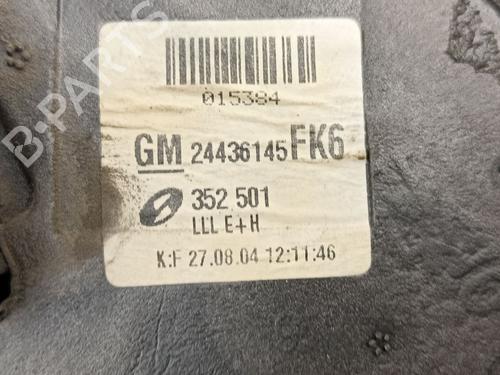 B-PARTS
015384
GM 24436145 FK6
352 501
LLL E+H
K:F 27.08.04 12:11:46